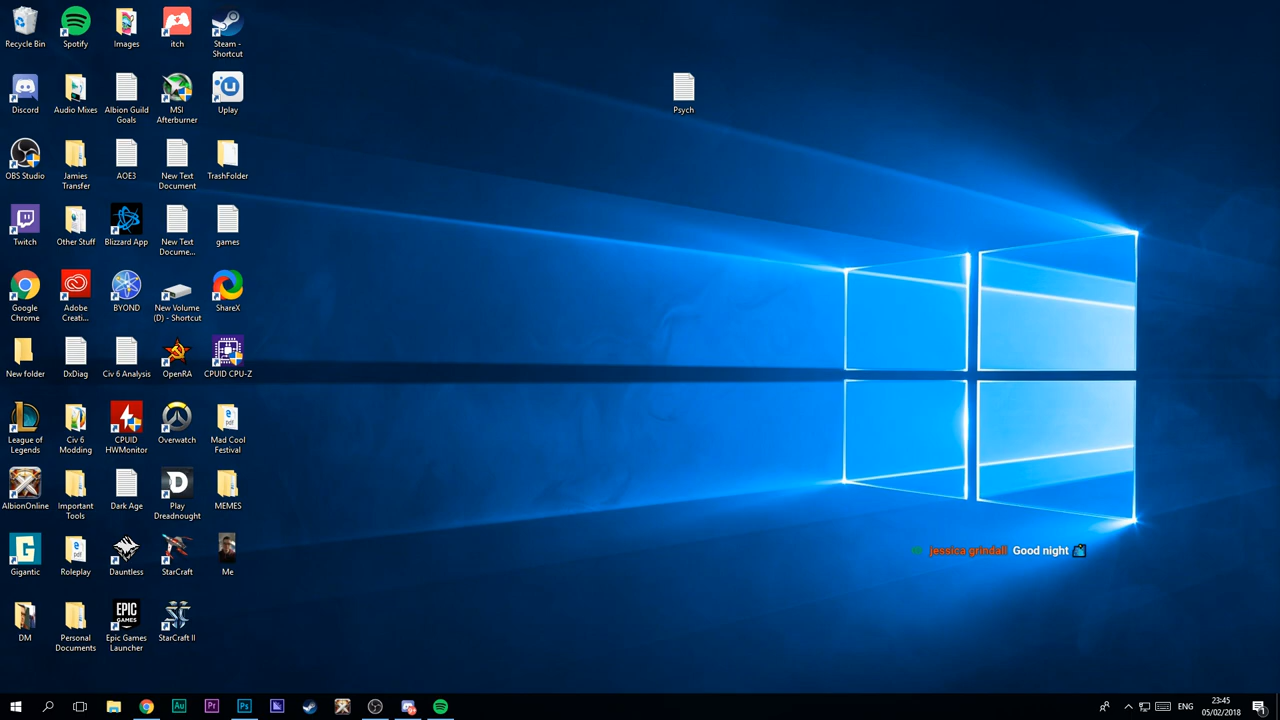 Recycle Bin
Spotify
Images
itch
Steam -
Shortcut
Discord
Audio Mixes
Albion Guild
Goals
MSI
Afterburner
Uplay
Psych
OBS Studio
Jamies
Transfer
AOE3
New Text
Document
TrashFolder
Twitch
Other Stuff
Blizzard App
New Text
Docume...
games
Google
Chrome
Adobe
Creati...
BYOND
New Volume
(D) - Shortcut
ShareX
New folder
DxDiag
Civ 6 Analysis
OpenRA
CPUID CPU-Z
League of
Legends
Civ 6
Modding
CPUID
HWMonitor
Overwatch
Mad Cool
Festival
AlbionOnline
Important
Tools
Dark Age
Play
Dreadnought
MEMES
Gigantic
Roleplay
Dauntless
StarCraft
Me
jessica grindall Good night
DM
Personal
Documents
EPIC
GAMES
Epic Games
Launcher
StarCraft II
Au
Pr
Ps
ENG
23:45
05/02/2018